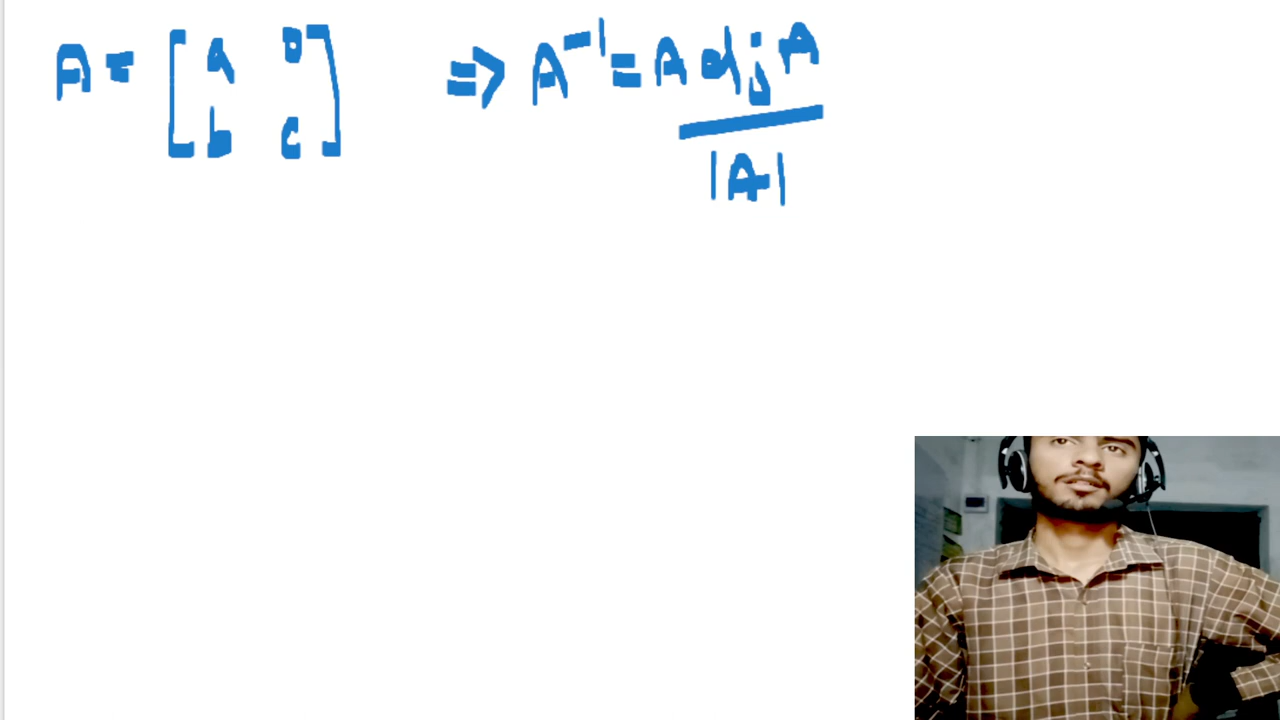 A = [ a 0 ⇒ A⁻¹ = A adj A
b c ] |A|